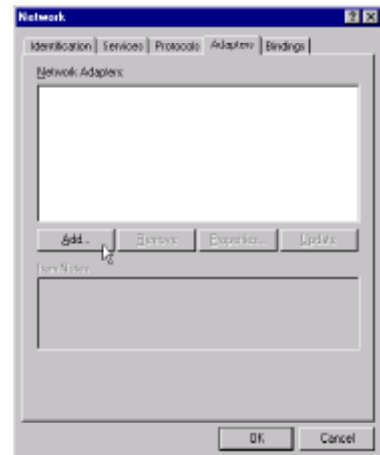 Network
Identification Services Protocols Adapters Bindings
Network Adapters:
Add... Remove Properties... Update
Item Notes:
OK Cancel